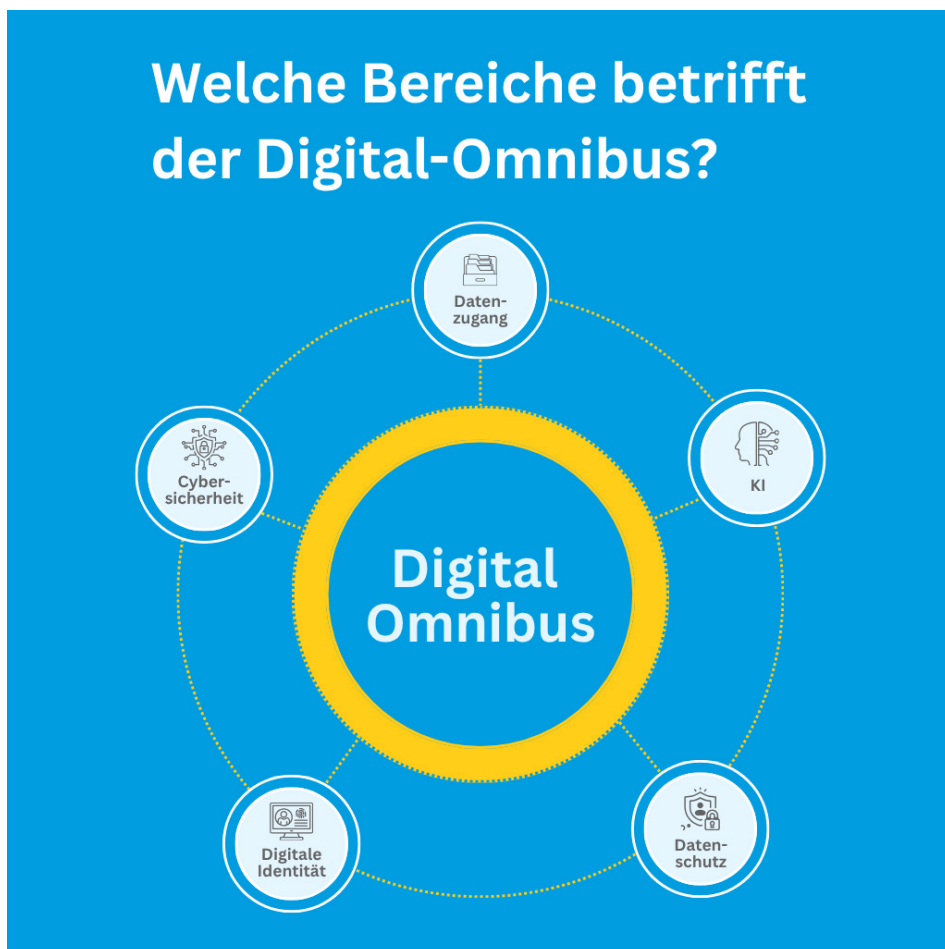 Welche Bereiche betrifft
der Digital-Omnibus?
Daten-
zugang
KI
Cyber-
sicherheit
Digital
Omnibus
Digitale
Identität
Daten-
schutz